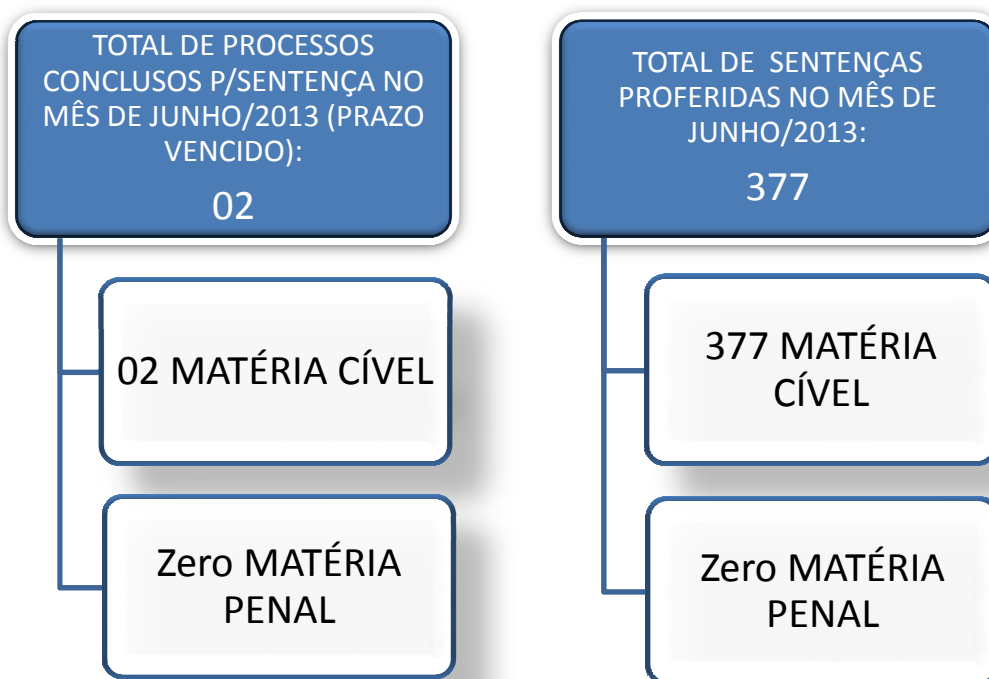 TOTAL DE PROCESSOS
CONCLUSOS P/SENTENÇA NO
MÊS DE JUNHO/2013 (PRAZO
VENCIDO):
02
02 MATÉRIA CÍVEL
Zero MATÉRIA
PENAL
TOTAL DE SENTENÇAS
PROFERIDAS NO MÊS DE
JUNHO/2013:
377
377 MATÉRIA
CÍVEL
Zero MATÉRIA
PENAL